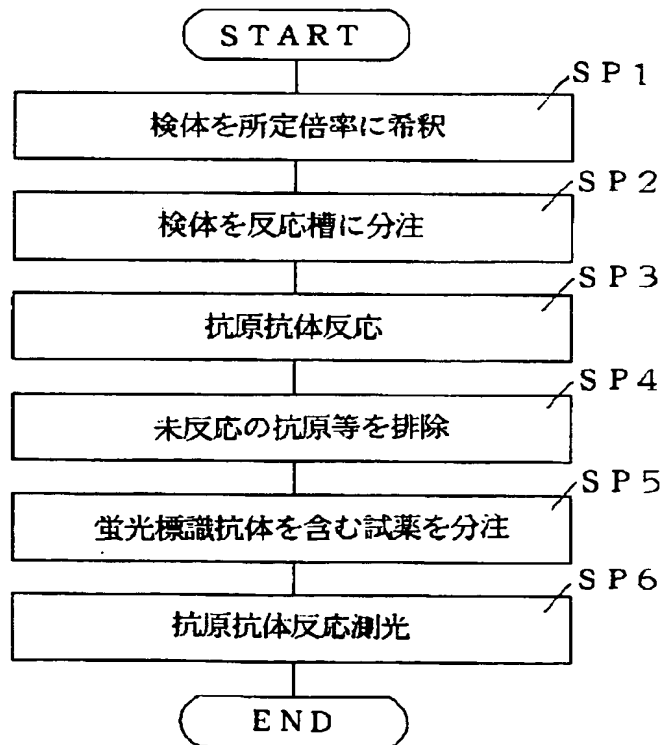 START
SP1
検体を所定倍率に希釈
SP2
検体を反応槽に分注
SP3
抗原抗体反応
SP4
未反応の抗原等を排除
SP5
蛍光標識抗体を含む試薬を分注
SP6
抗原抗体反応測光
END